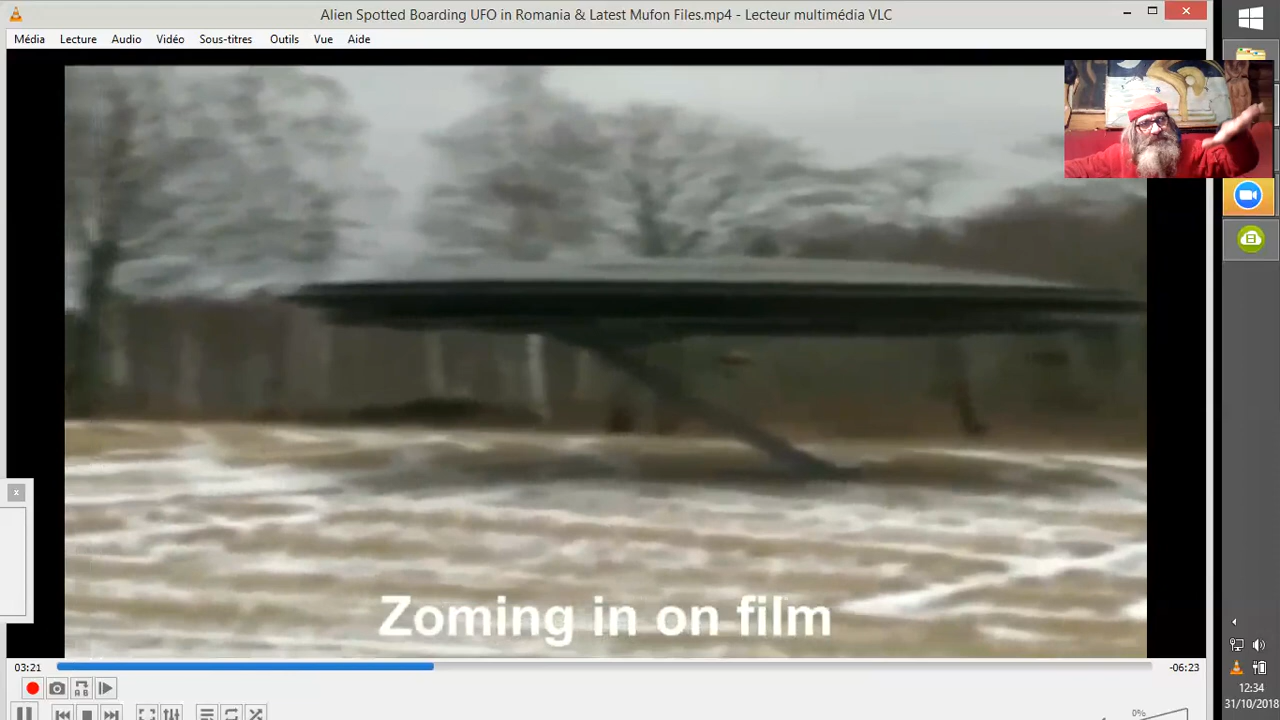 Alien Spotted Boarding UFO in Romania & Latest Mufon Files.mp4 - Lecteur multimédia VLC
Média Lecture Audio Vidéo Sous-titres Outils Vue Aide
Zoming in on film
03:21
-06:23
0%
12:34
31/10/2018